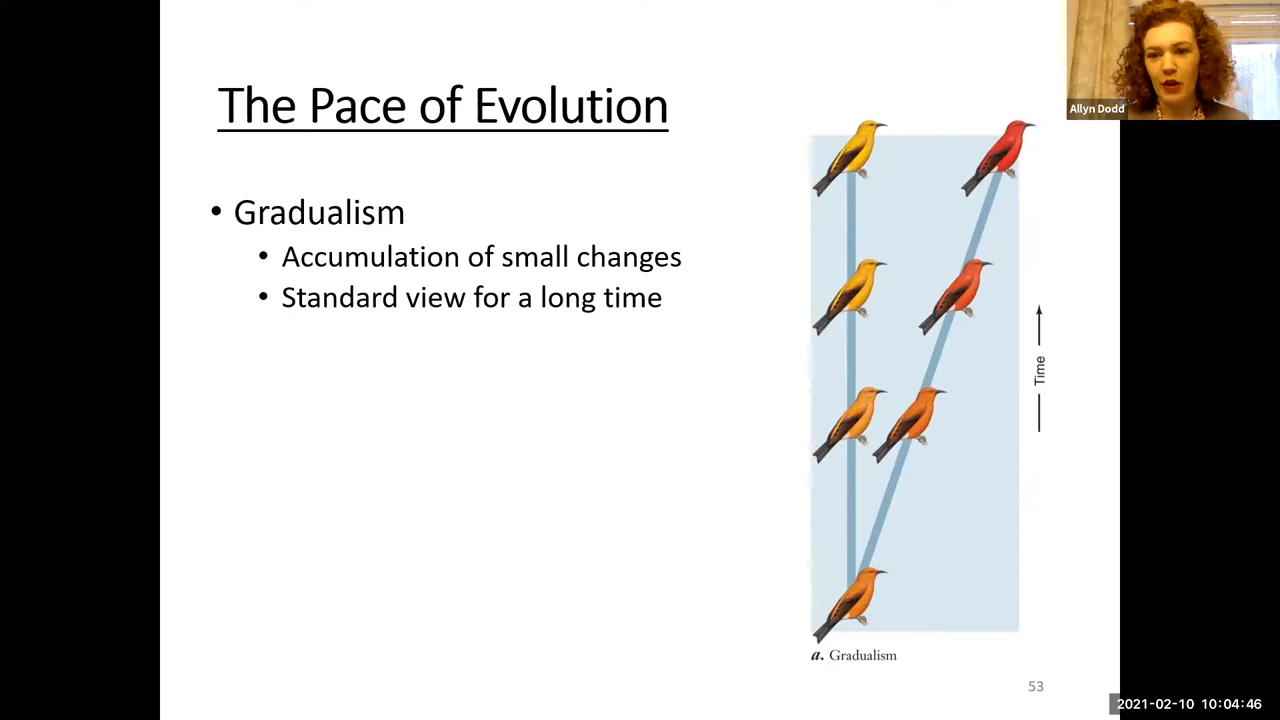 Allyn Dodd
The Pace of Evolution
• Gradualism
• Accumulation of small changes
• Standard view for a long time
Time
a. Gradualism
53
2021-02-10 10:04:46